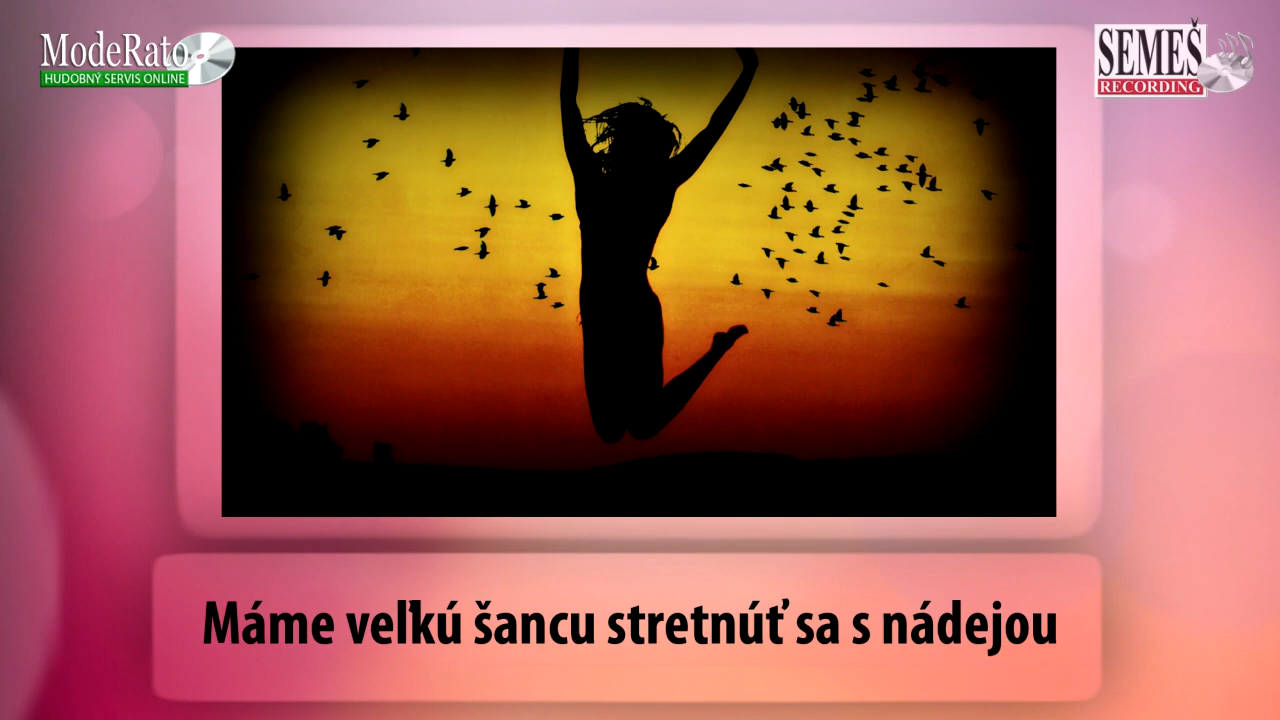 ModeRato
HUDOBNÝ SERVIS ONLINE
SEMEŠ
RECORDING
Máme veľkú šancu stretnúť sa s nádejou